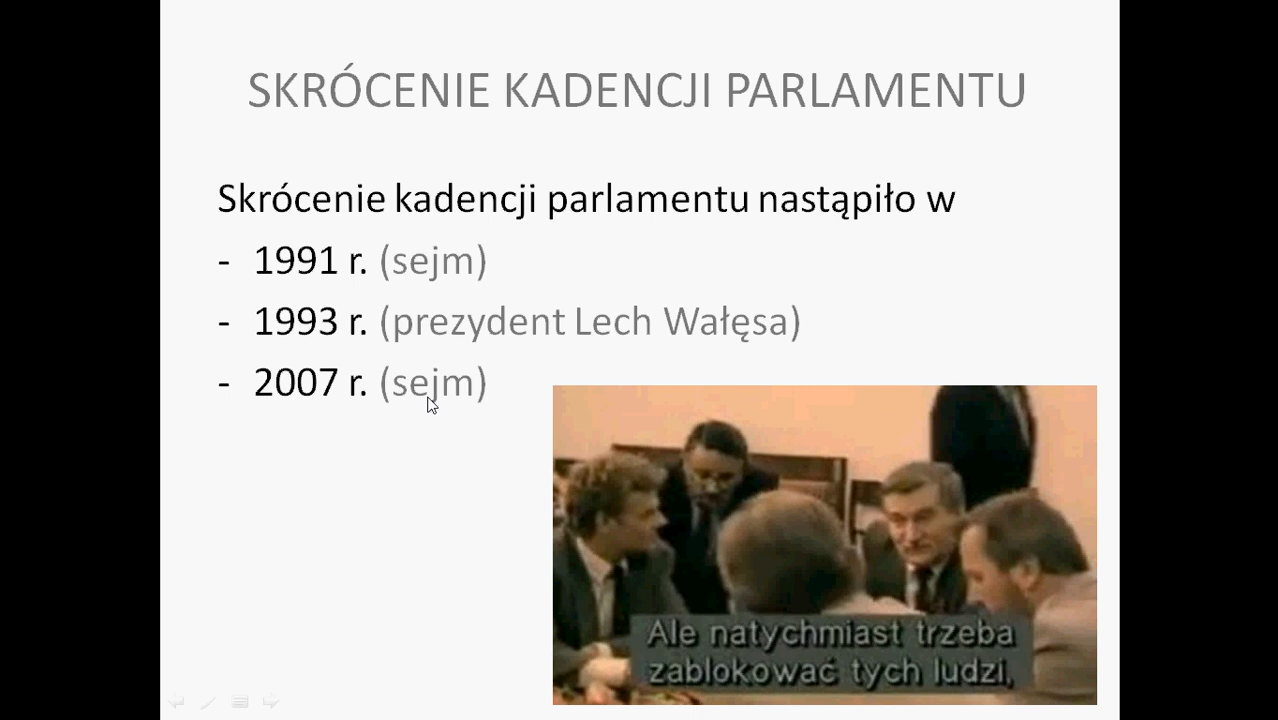 SKRÓCENIE KADENCJI PARLAMENTU
Skrócenie kadencji parlamentu nastąpiło w
- 1991 r. (sejm)
- 1993 r. (prezydent Lech Wałęsa)
- 2007 r. (sejm)
Ale natychmiast trzeba
zablokować tych ludzi,